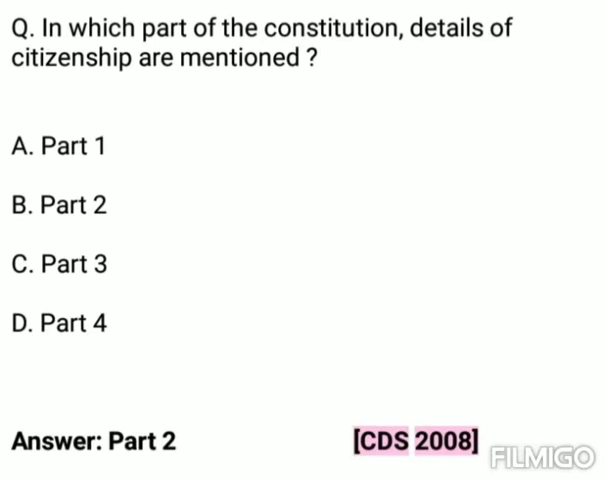 Q. In which part of the constitution, details of
citizenship are mentioned ?
A. Part 1
B. Part 2
C. Part 3
D. Part 4
Answer: Part 2 [CDS 2008]
FILMIGO